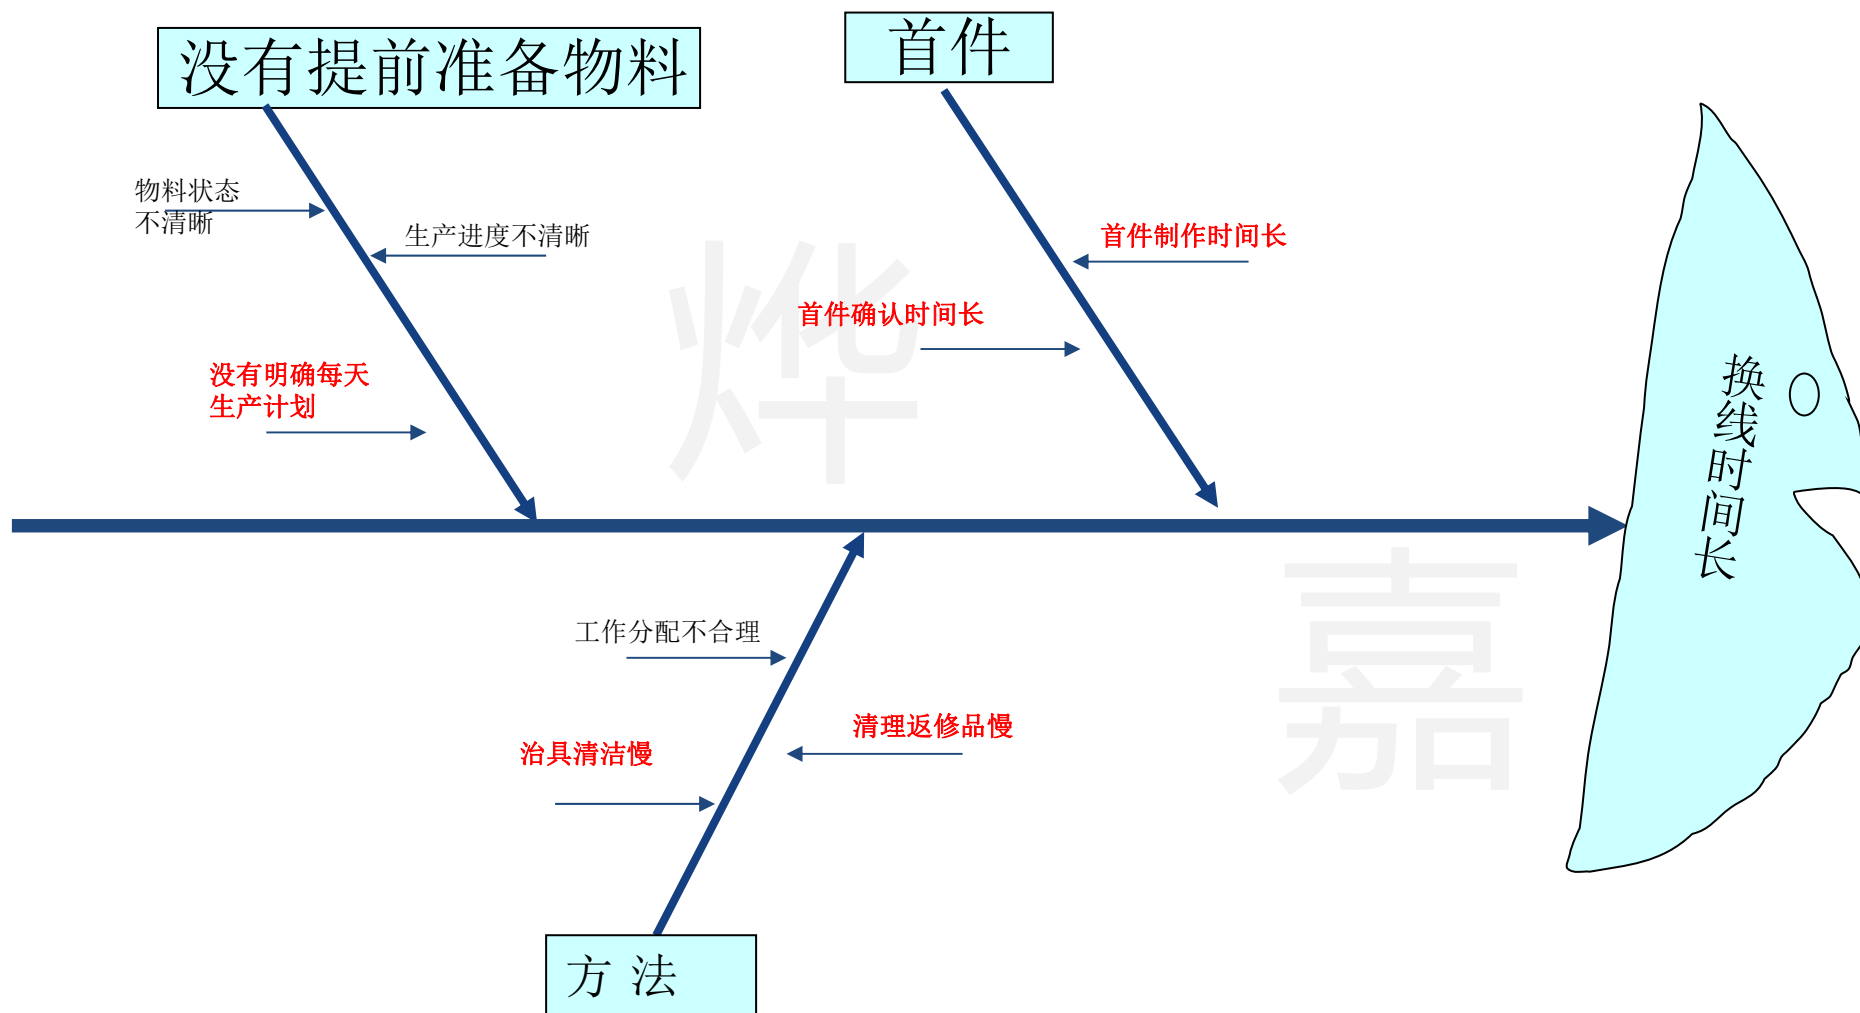 没有提前准备物料
首件
物料状态
不清晰
生产进度不清晰
没有明确每天
生产计划
首件制作时间长
首件确认时间长
换线时间长
烨
嘉
工作分配不合理
清理返修品慢
治具清洁慢
方 法